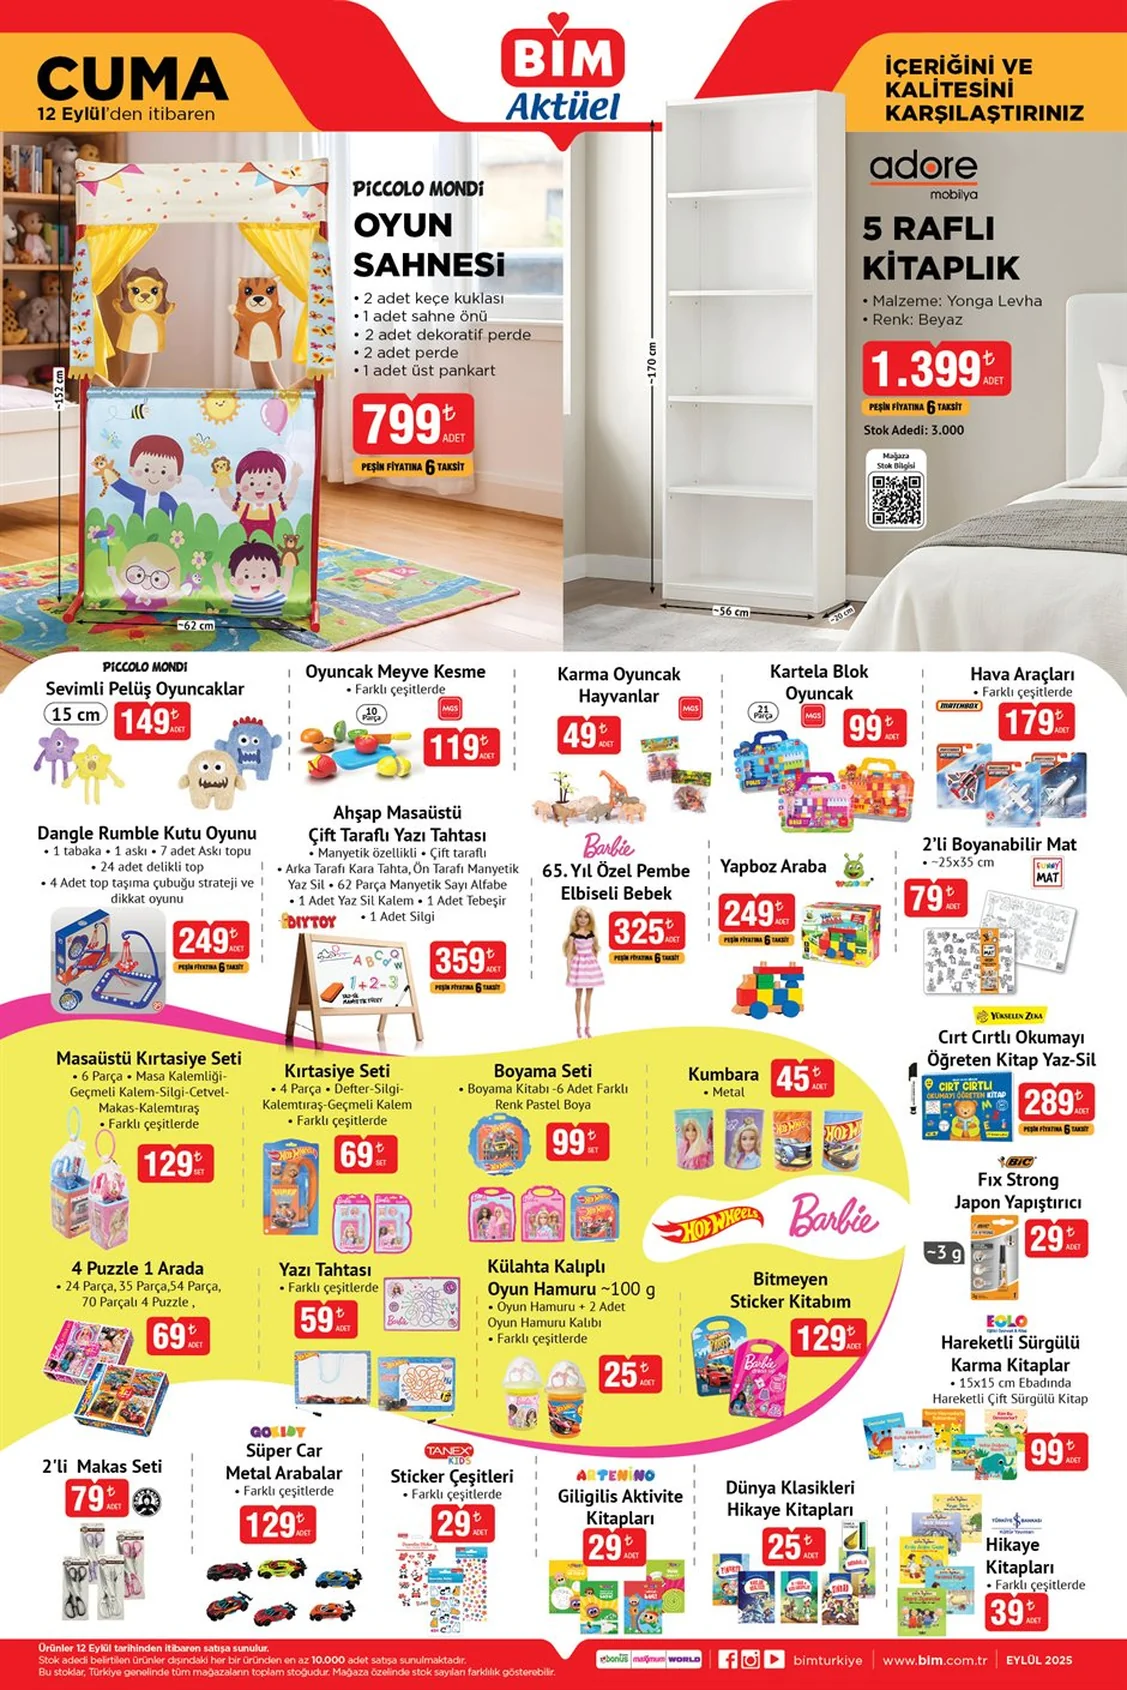 CUMA
12 Eylül'den itibaren
BİM
Aktüel
İÇERİĞİNİ VE
KALİTESİNİ
KARŞILAŞTIRINIZ
PICCOLO MONDI
OYUN
SAHNESİ
• 2 adet keçe kuklası
• 1 adet sahne önü
• 2 adet dekoratif perde
• 2 adet perde
• 1 adet üst pankart
799₺
ADET
PEŞİN FİYATINA 6 TAKSİT
~152 cm
~62 cm
adore
mobilya
5 RAFLI
KİTAPLIK
• Malzeme: Yonga Levha
• Renk: Beyaz
1.399₺
ADET
PEŞİN FİYATINA 6 TAKSİT
Stok Adedi: 3.000
Mağaza
Stok Bilgisi
~170 cm
~56 cm
~20 cm
PICCOLO MONDI
Sevimli Pelüş Oyuncaklar
15 cm
149₺
ADET
Oyuncak Meyve Kesme
• Farklı çeşitlerde
10
Parça
MGS
119₺
ADET
Karma Oyuncak
Hayvanlar
MGS
49₺
ADET
Kartela Blok
Oyuncak
21
Parça
MGS
99₺
ADET
Hava Araçları
• Farklı çeşitlerde
MATCHBOX
179₺
ADET
Dangle Rumble Kutu Oyunu
• 1 tabaka • 1 askı • 7 adet Askı topu
• 24 adet delikli top
• 4 Adet top taşıma çubuğu strateji ve
dikkat oyunu
249₺
ADET
PEŞİN FİYATINA 6 TAKSİT
Ahşap Masaüstü
Çift Taraflı Yazı Tahtası
• Manyetik özellikli • Çift taraflı
• Arka Tarafı Kara Tahta, Ön Tarafı Manyetik
Yaz Sil • 62 Parça Manyetik Sayı Alfabe
• 1 Adet Yaz Sil Kalem • 1 Adet Tebeşir
• 1 Adet Silgi
DIYTOY
359₺
ADET
PEŞİN FİYATINA 6 TAKSİT
Barbie
65. Yıl Özel Pembe
Elbiseli Bebek
325₺
ADET
PEŞİN FİYATINA 6 TAKSİT
Yapboz Araba
249₺
ADET
PEŞİN FİYATINA 6 TAKSİT
2'li Boyanabilir Mat
• ~25x35 cm
FUNNY
MAT
79₺
ADET
YÜKSELEN ZEKA
Cırt Cırtlı Okumayı
Öğreten Kitap Yaz-Sil
CIRT CIRTLI
OKUMAYI ÖĞRETEN KİTAP
289₺
ADET
PEŞİN FİYATINA 6 TAKSİT
Masaüstü Kırtasiye Seti
• 6 Parça • Masa Kalemliği-
Geçmeli Kalem-Silgi-Cetvel-
Makas-Kalemtıraş
• Farklı çeşitlerde
129₺
SET
Kırtasiye Seti
• 4 Parça • Defter-Silgi-
Kalemtıraş-Geçmeli Kalem
• Farklı çeşitlerde
69₺
SET
Boyama Seti
• Boyama Kitabı -6 Adet Farklı
Renk Pastel Boya
99₺
SET
Kumbara
• Metal
45₺
ADET
HOT WHEELS
Barbie
BIC
Fıx Strong
Japon Yapıştırıcı
~3 g
29₺
ADET
4 Puzzle 1 Arada
• 24 Parça, 35 Parça,54 Parça,
70 Parçalı 4 Puzzle ,
69₺
ADET
Yazı Tahtası
• Farklı çeşitlerde
59₺
ADET
Külahta Kalıplı
Oyun Hamuru ~100 g
• Oyun Hamuru + 2 Adet
Oyun Hamuru Kalıbı
• Farklı çeşitlerde
25₺
ADET
Bitmeyen
Sticker Kitabım
129₺
ADET
EOLO
Hareketli Sürgülü
Karma Kitaplar
• 15x15 cm Ebadında
Hareketli Çift Sürgülü Kitap
99₺
ADET
2'li Makas Seti
79₺
ADET
GOKIDY
Süper Car
Metal Arabalar
• Farklı çeşitlerde
129₺
ADET
TANEX
KIDS
Sticker Çeşitleri
• Farklı çeşitlerde
29₺
ADET
ARTENINO
Giligilis Aktivite
Kitapları
29₺
ADET
Dünya Klasikleri
Hikaye Kitapları
25₺
ADET
TÜRKİYE İŞ BANKASI
Kültür Yayınları
Hikaye
Kitapları
• Farklı çeşitlerde
39₺
ADET
Ürünler 12 Eylül tarihinden itibaren satışa sunulur.
Stok adedi belirtilen ürünler dışındaki her bir üründen en az 10.000 adet satışa sunulmaktadır.
Bu stoklar, Türkiye genelinde tüm mağazaların toplam stoğudur. Mağaza özelinde stok sayıları farklılık gösterebilir.
BİM
bonus
maximum
WORLD
bimturkiye
www.bim.com.tr
EYLÜL 2025